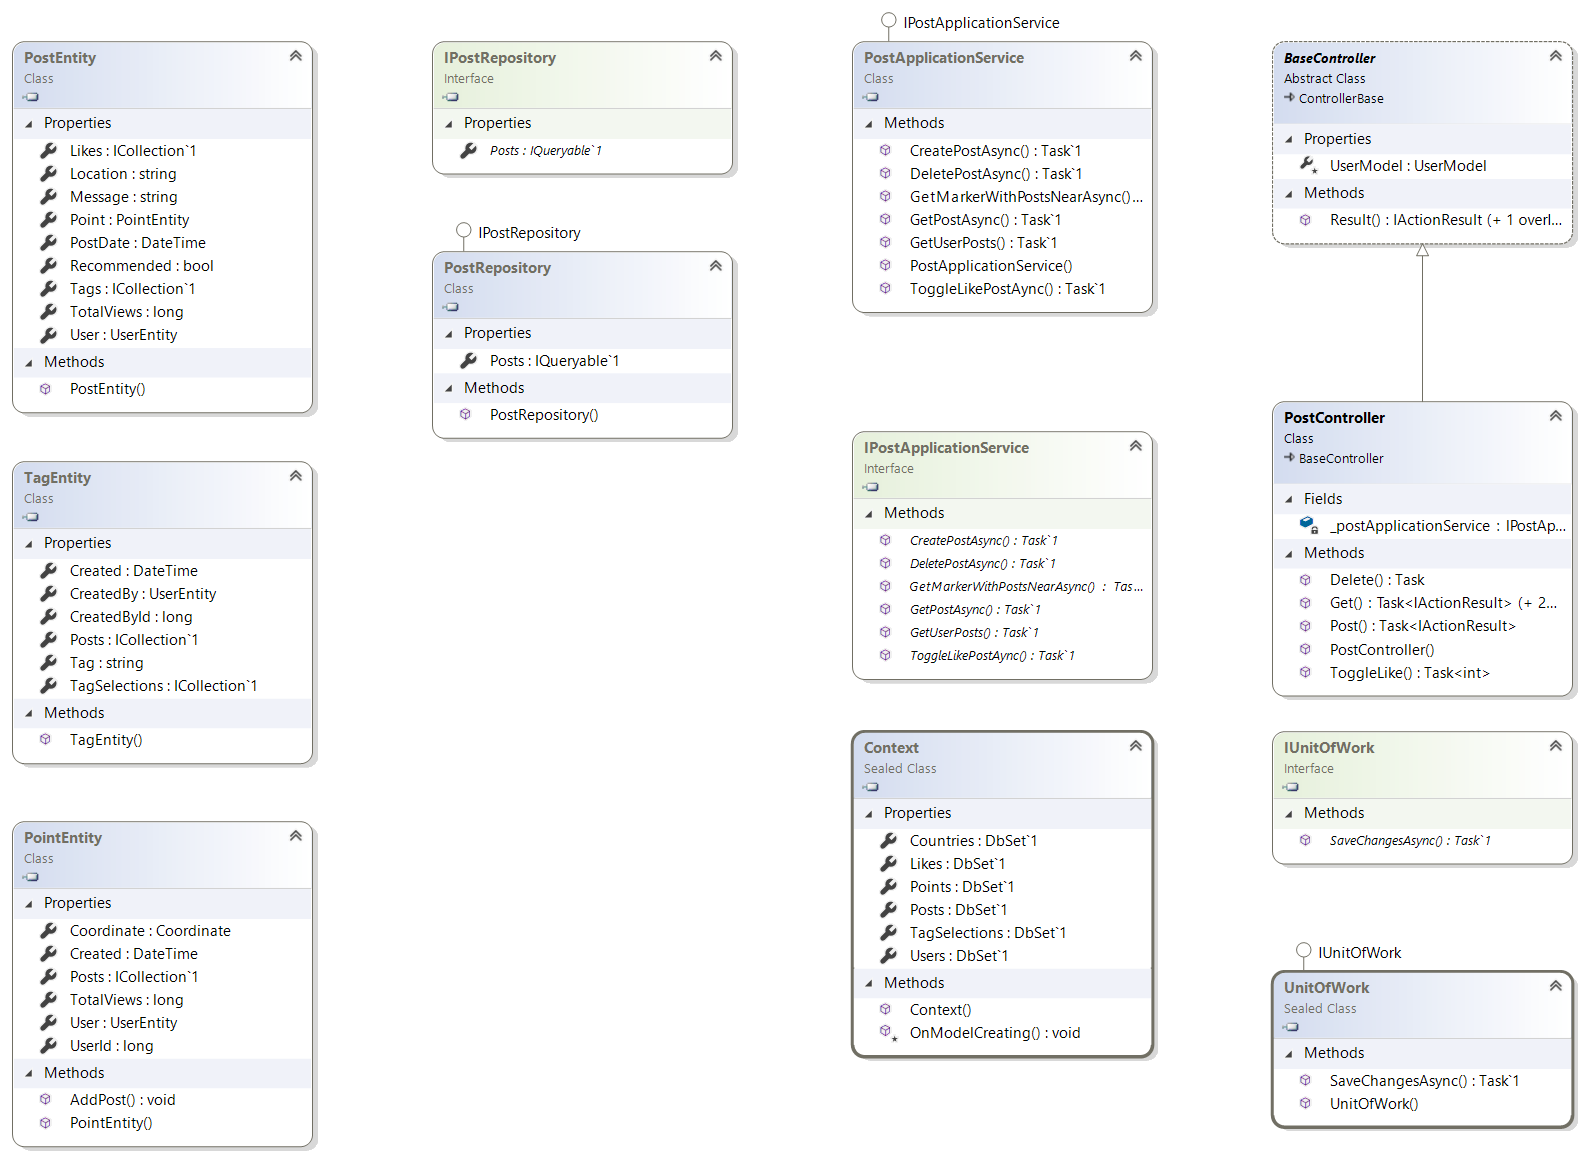 PostEntity
Class
Properties
Likes : ICollection`1
Location : string
Message : string
Point : PointEntity
PostDate : DateTime
Recommended : bool
Tags : ICollection`1
TotalViews : long
User : UserEntity
Methods
PostEntity()
TagEntity
Class
Properties
Created : DateTime
CreatedBy : UserEntity
CreatedById : long
Posts : ICollection`1
Tag : string
TagSelections : ICollection`1
Methods
TagEntity()
PointEntity
Class
Properties
Coordinate : Coordinate
Created : DateTime
Posts : ICollection`1
TotalViews : long
User : UserEntity
UserId : long
Methods
AddPost() : void
PointEntity()
IPostRepository
Interface
Properties
Posts : IQueryable`1
IPostRepository
PostRepository
Class
Properties
Posts : IQueryable`1
Methods
PostRepository()
IPostApplicationService
PostApplicationService
Class
Methods
CreatePostAsync() : Task`1
DeletePostAsync() : Task`1
GetMarkerWithPostsNearAsync()...
GetPostAsync() : Task`1
GetUserPosts() : Task`1
PostApplicationService()
ToggleLikePostAync() : Task`1
IPostApplicationService
Interface
Methods
CreatePostAsync() : Task`1
DeletePostAsync() : Task`1
GetMarkerWithPostsNearAsync() : Tas...
GetPostAsync() : Task`1
GetUserPosts() : Task`1
ToggleLikePostAync() : Task`1
Context
Sealed Class
Properties
Countries : DbSet`1
Likes : DbSet`1
Points : DbSet`1
Posts : DbSet`1
TagSelections : DbSet`1
Users : DbSet`1
Methods
Context()
OnModelCreating() : void
BaseController
Abstract Class
ControllerBase
Properties
UserModel : UserModel
Methods
Result() : IActionResult (+ 1 overl...
PostController
Class
BaseController
Fields
_postApplicationService : IPostAp...
Methods
Delete() : Task
Get() : Task<IActionResult> (+ 2...
Post() : Task<IActionResult>
PostController()
ToggleLike() : Task<int>
IUnitOfWork
Interface
Methods
SaveChangesAsync() : Task`1
IUnitOfWork
UnitOfWork
Sealed Class
Methods
SaveChangesAsync() : Task`1
UnitOfWork()